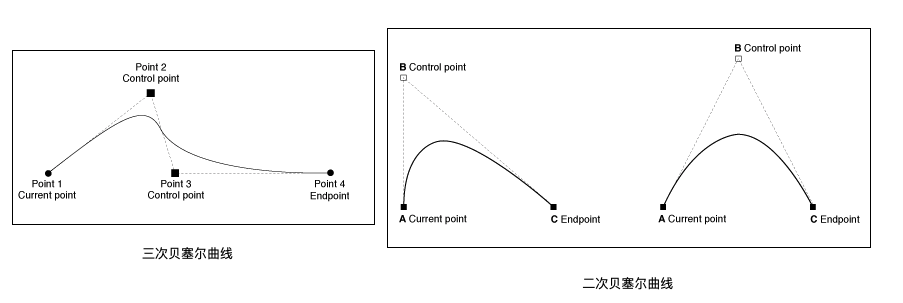 Point 2
Control point
Point 1
Current point
Point 3
Control point
Point 4
Endpoint
三次贝塞尔曲线
B Control point
A Current point
C Endpoint
B Control point
A Current point
C Endpoint
二次贝塞尔曲线